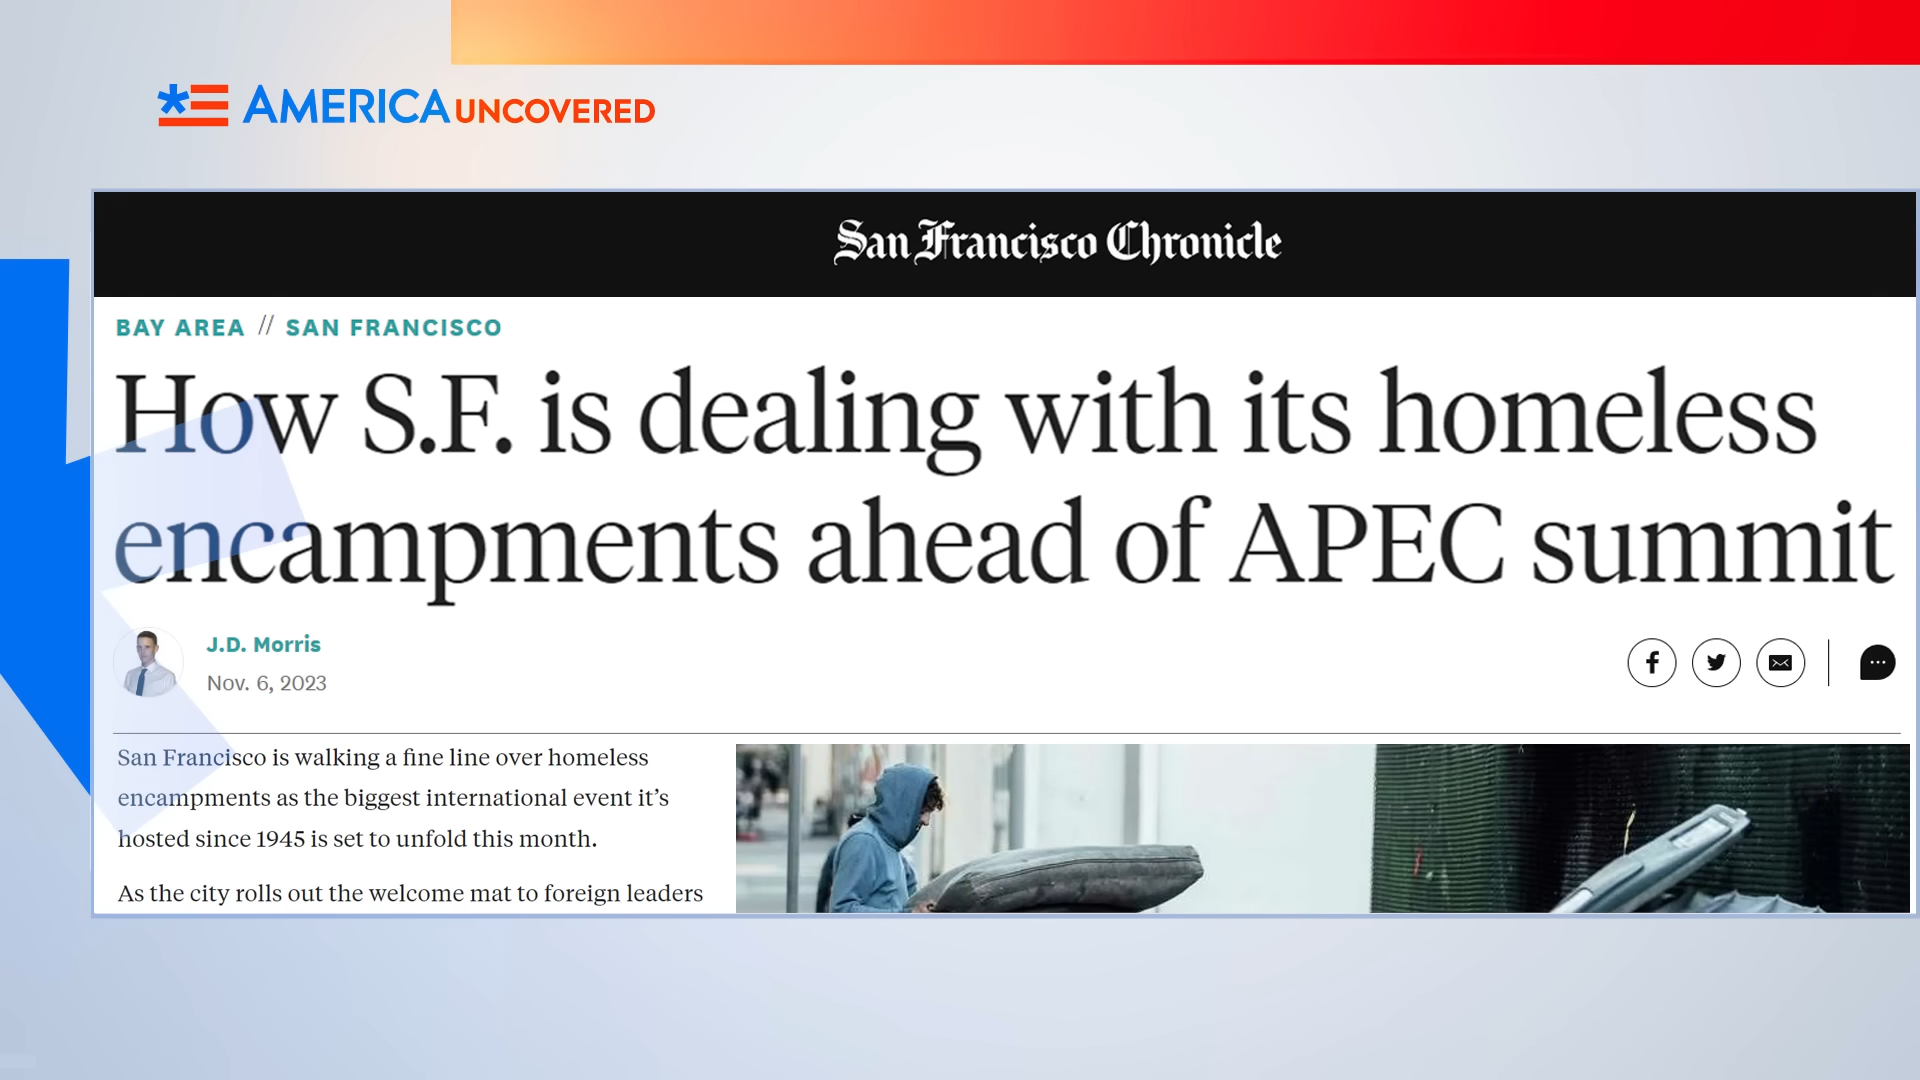 AMERICA UNCOVERED
San Francisco Chronicle
BAY AREA // SAN FRANCISCO
How S.F. is dealing with its homeless
encampments ahead of APEC summit
J.D. Morris
Nov. 6, 2023
San Francisco is walking a fine line over homeless
encampments as the biggest international event it’s
hosted since 1945 is set to unfold this month.
As the city rolls out the welcome mat to foreign leaders